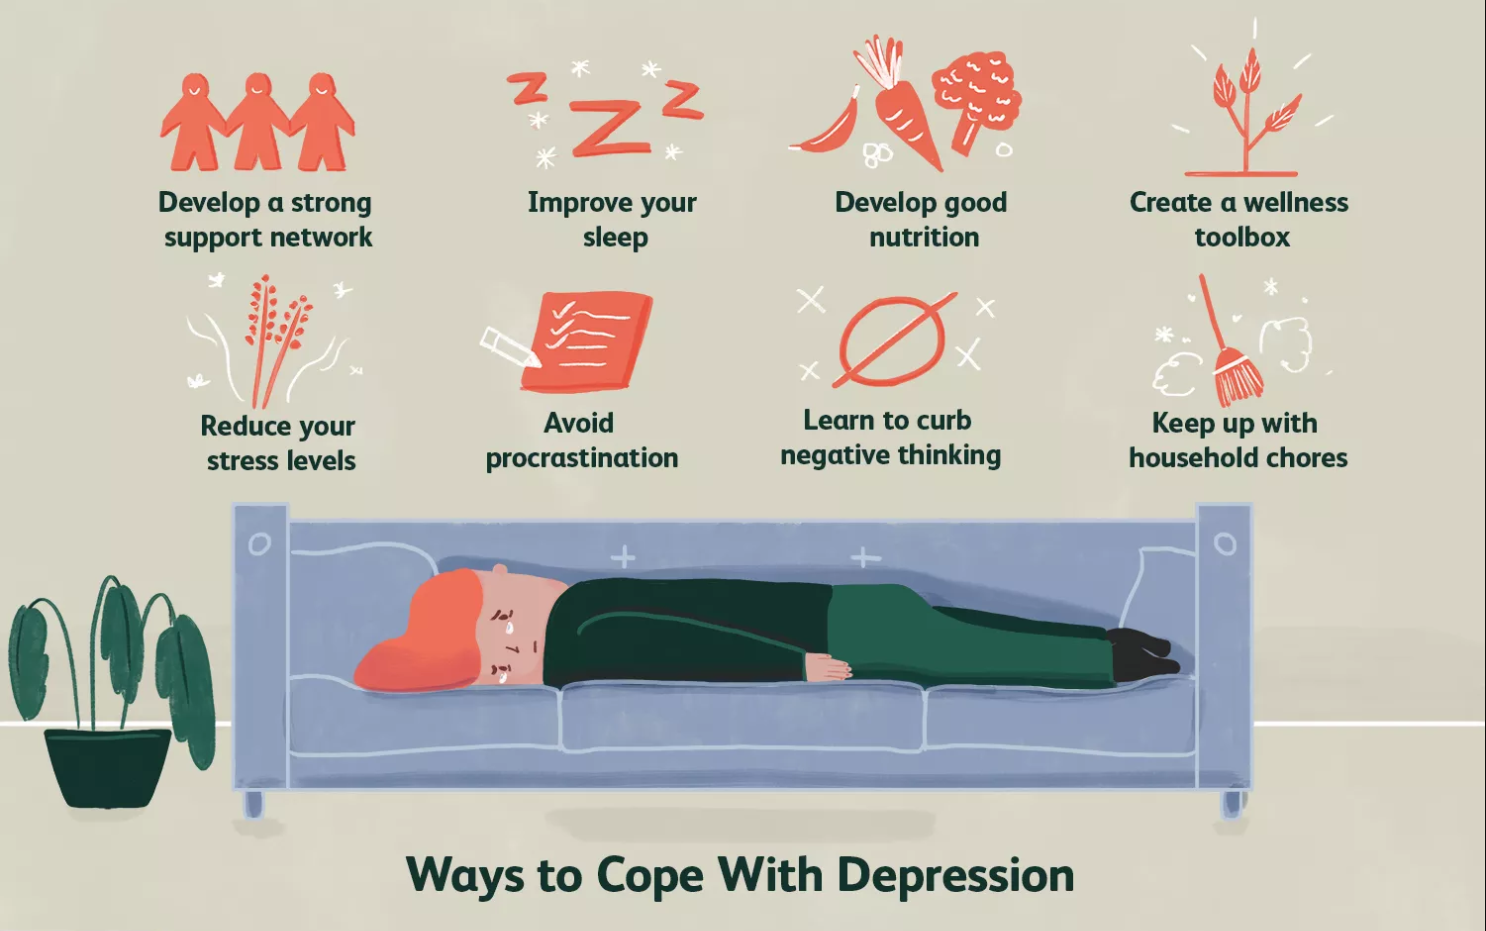 Develop a strong
support network
Improve your
sleep
Develop good
nutrition
Create a wellness
toolbox
Reduce your
stress levels
Avoid
procrastination
Learn to curb
negative thinking
Keep up with
household chores
Ways to Cope With Depression